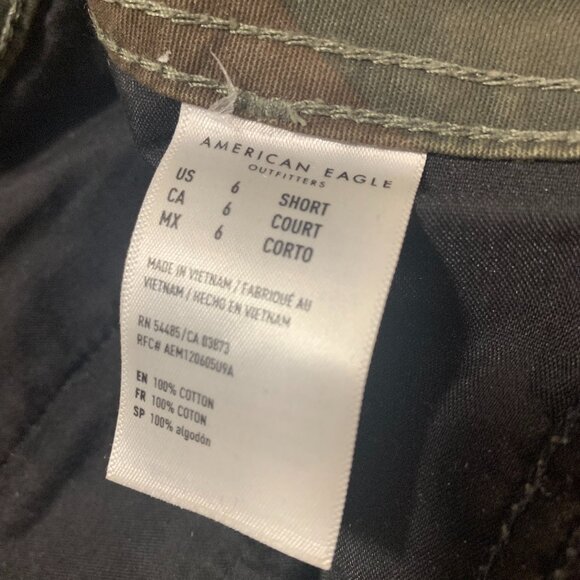 AMERICAN EAGLE
OUTFITTERS
US 6 SHORT
CA 6 COURT
MX 6 CORTO
MADE IN VIETNAM / FABRIQUÉ AU
VIETNAM / HECHO EN VIETNAM
RN 54485/CA 03873
RFC# AEM120605U9A
EN 100% COTTON
FR 100% COTON
SP 100% algodón